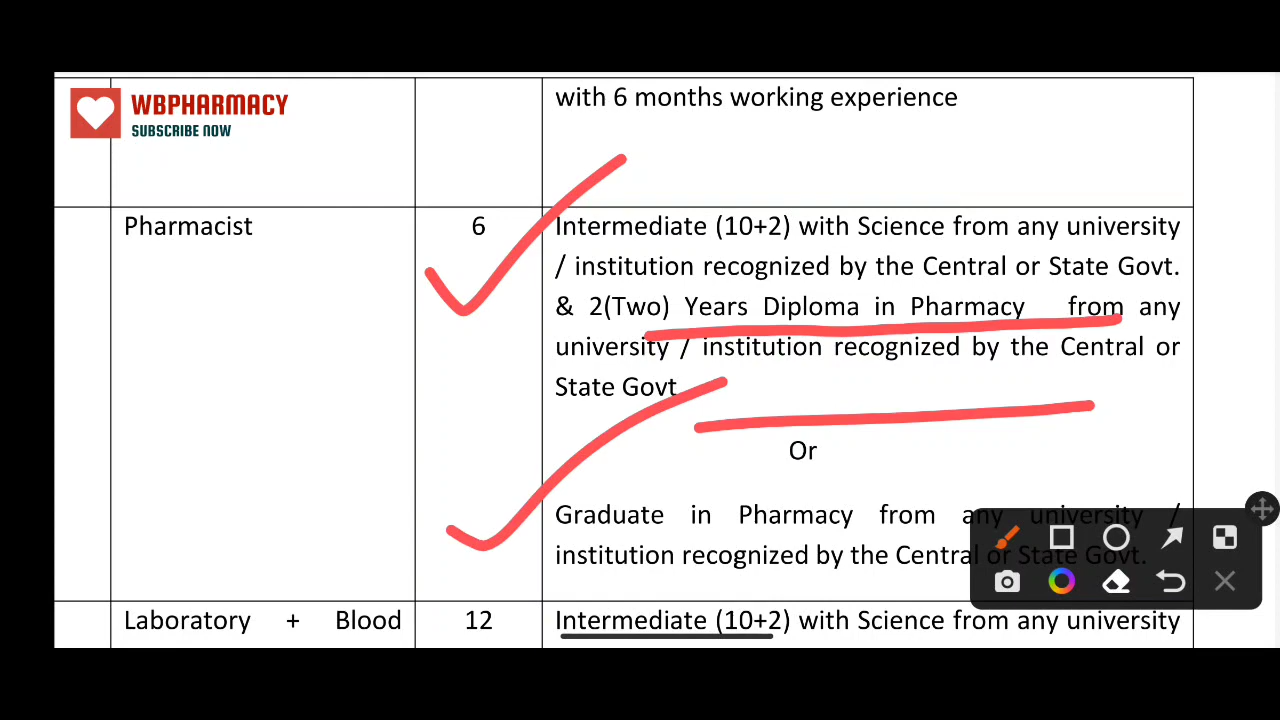 WBPHARMACY
SUBSCRIBE NOW
with 6 months working experience
Pharmacist
6
Intermediate (10+2) with Science from any university
/ institution recognized by the Central or State Govt.
& 2(Two) Years Diploma in Pharmacy from any
university / institution recognized by the Central or
State Govt
Or
Graduate in Pharmacy from any university /
institution recognized by the Central or State Govt.
Laboratory + Blood
12
Intermediate (10+2) with Science from any university